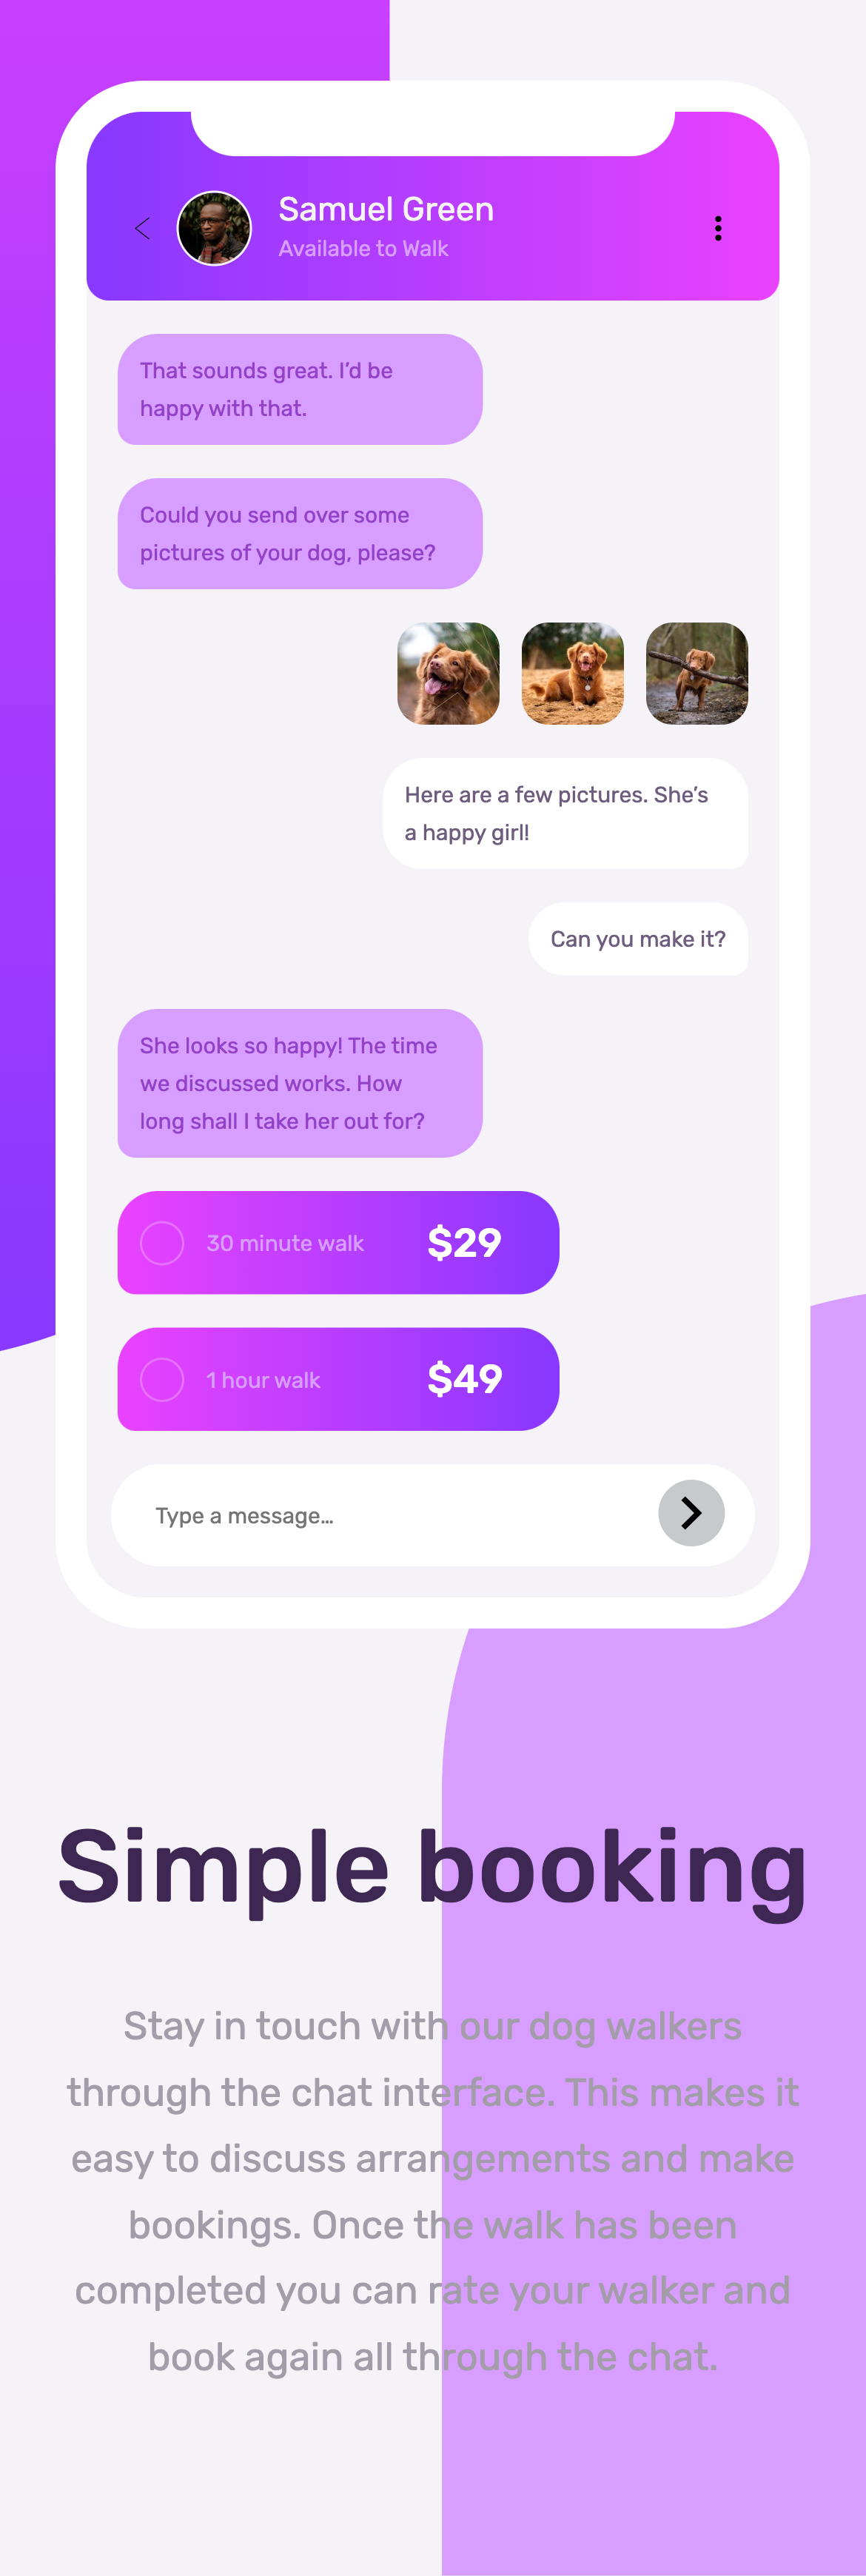 Samuel Green
Available to Walk
That sounds great. I’d be
happy with that.
Could you send over some
pictures of your dog, please?
Here are a few pictures. She’s
a happy girl!
Can you make it?
She looks so happy! The time
we discussed works. How
long shall I take her out for?
30 minute walk $29
1 hour walk $49
Type a message…
Simple booking
Stay in touch with our dog walkers
through the chat interface. This makes it
easy to discuss arrangements and make
bookings. Once the walk has been
completed you can rate your walker and
book again all through the chat.